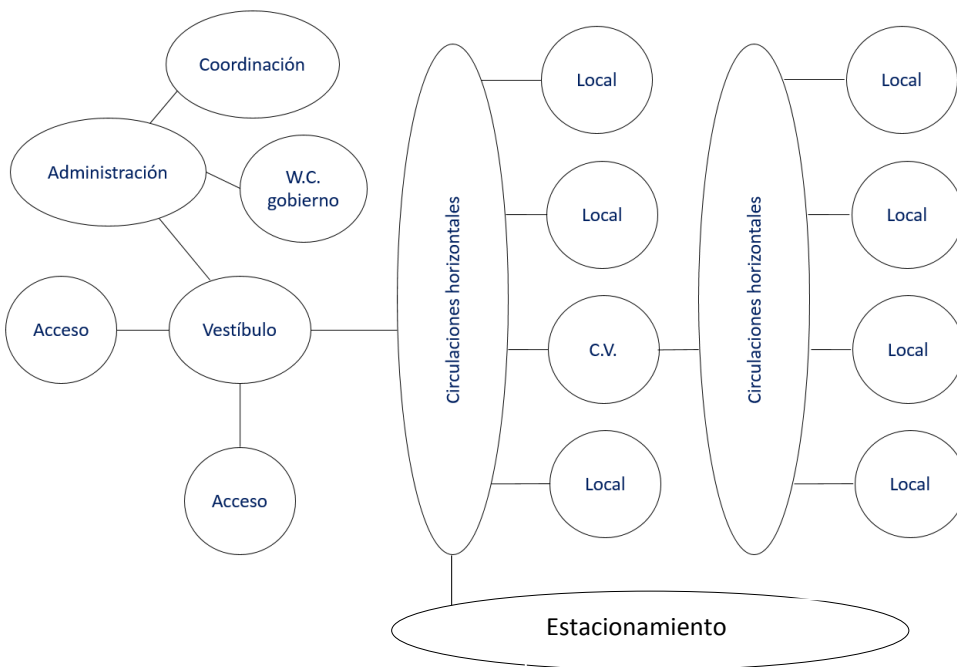 Coordinación
Administración
W.C.
gobierno
Acceso
Vestíbulo
Acceso
Circulaciones horizontales
Local
Local
C.V.
Local
Circulaciones horizontales
Local
Local
Local
Local
Estacionamiento